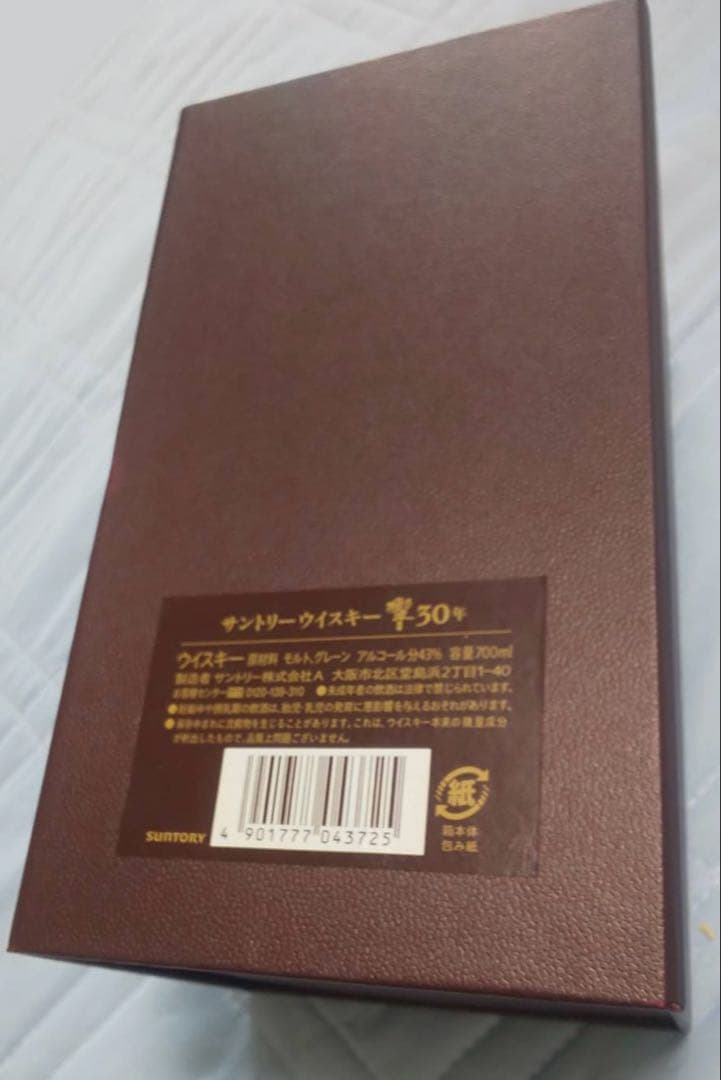 サントリーウイスキー 響30年
ウイスキー 原材料 モルト、グレーン アルコール分43% 容量700ml
製造者 サントリー株式会社A 大阪市北区堂島浜2丁目1-40
お客様センター 0120-139-310 ●未成年者の飲酒は法律で禁じられています。
●妊娠中や授乳期の飲酒は、胎児・乳児の発育に悪影響を与えるおそれがあります。
●保存中まれに沈殿物を生じることがあります。これは、ウイスキー本来の微量成分
が析出したもので、品質上問題ございません。
SUNTORY
4 901777 043725
紙
箱本体
包み紙